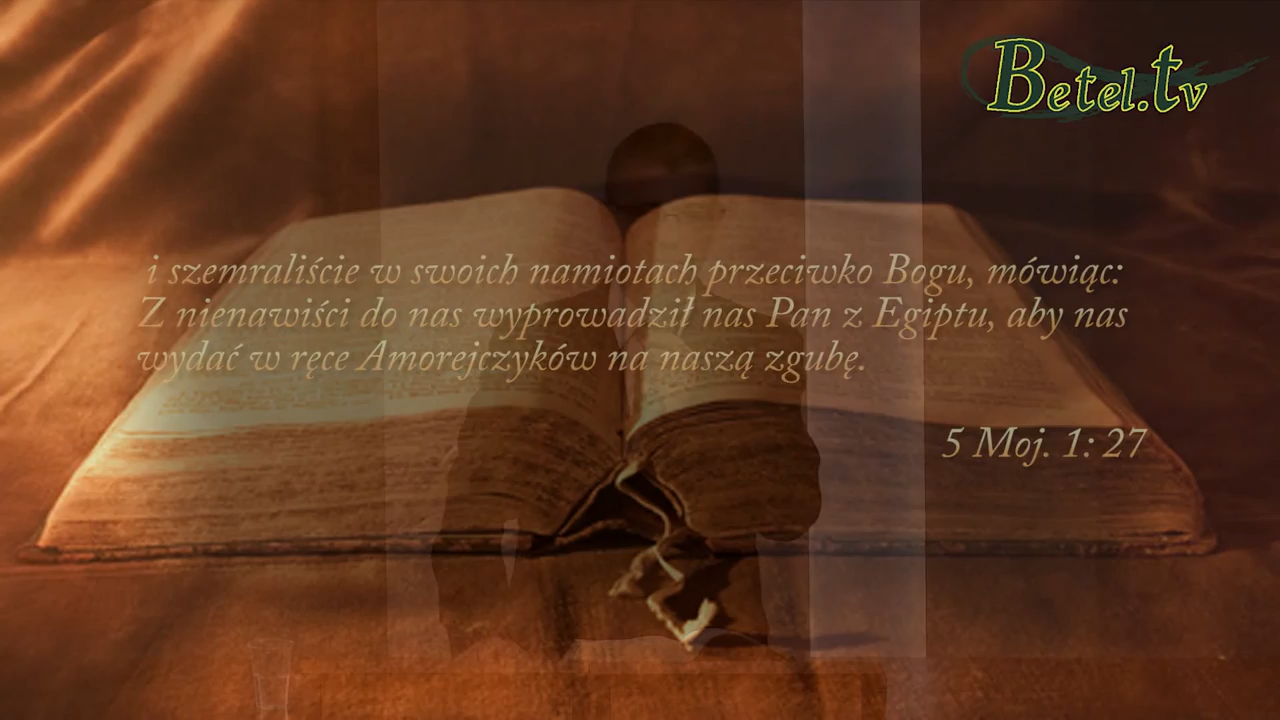 Betel.tv
i szemraliście w swoich namiotach przeciwko Bogu, mówiąc:
Z nienawiści do nas wyprowadził nas Pan z Egiptu, aby nas
wydać w ręce Amorejczyków na naszą zgubę.
5 Moj. 1: 27